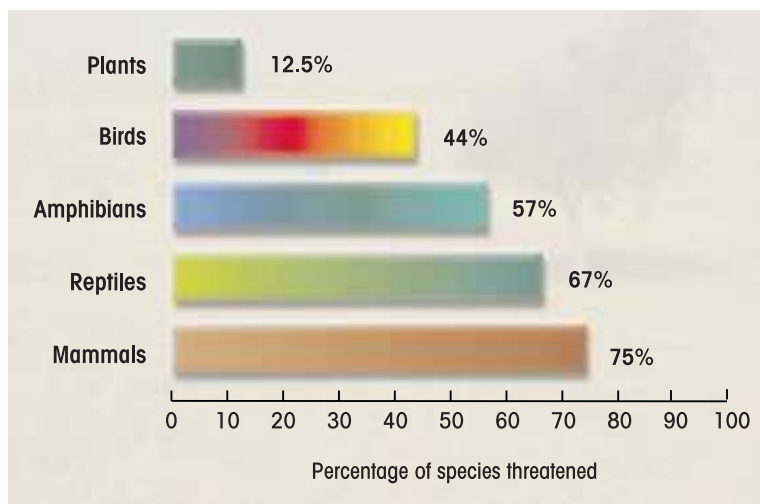 Plants 12.5%
Birds 44%
Amphibians 57%
Reptiles 67%
Mammals 75%
0 10 20 30 40 50 60 70 80 90 100
Percentage of species threatened